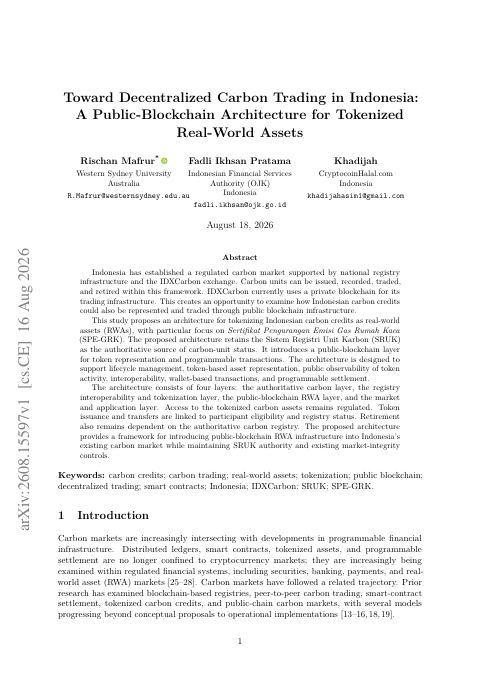 Toward Decentralized Carbon Trading in Indonesia:
A Public-Blockchain Architecture for Tokenized
Real-World Assets
Rischan Mafrur*
Western Sydney University
Australia
R.Mafrur@westernsydney.edu.au
Fadli Ikhsan Pratama
Indonesian Financial Services
Authority (OJK)
Indonesia
fadli.ikhsan@ojk.go.id
Khadijah
CryptocoinHalal.com
Indonesia
khadijahasini@gmail.com
August 18, 2026
Abstract
Indonesia has established a regulated carbon market supported by national registry
infrastructure and the IDXCarbon exchange. Carbon units can be issued, recorded, traded,
and retired within this framework. IDXCarbon currently uses a private blockchain for its
trading infrastructure. This creates an opportunity to examine how Indonesian carbon credits
could also be represented and traded through public blockchain infrastructure.
This study proposes an architecture for tokenizing Indonesian carbon credits as real-world
assets (RWAs), with particular focus on Sertifikat Pengurangan Emisi Gas Rumah Kaca
(SPE-GRK). The proposed architecture retains the Sistem Registri Unit Karbon (SRUK)
as the authoritative source of carbon-unit status. It introduces a public-blockchain layer
for token representation and programmable transactions. The architecture is designed to
support lifecycle management, token-based asset representation, public observability of token
activity, interoperability, wallet-based transactions, and programmable settlement.
The architecture consists of four layers: the authoritative carbon layer, the registry
interoperability and tokenization layer, the public-blockchain RWA layer, and the market
and application layer. Access to the tokenized carbon assets remains regulated. Token
issuance and transfers are linked to participant eligibility and registry status. Retirement
also remains dependent on the authoritative carbon registry. The proposed architecture
provides a framework for introducing public-blockchain RWA infrastructure into Indonesia's
existing carbon market while maintaining SRUK authority and existing market-integrity
controls.
Keywords: carbon credits; carbon trading; real-world assets; tokenization; public blockchain;
decentralized trading; smart contracts; Indonesia; IDXCarbon; SRUK; SPE-GRK.
1 Introduction
Carbon markets are increasingly intersecting with developments in programmable financial
infrastructure. Distributed ledgers, smart contracts, tokenized assets, and programmable
settlement are no longer confined to cryptocurrency markets; they are increasingly being
examined within regulated financial systems, including securities, banking, payments, and real-
world asset (RWA) markets [25–28]. Carbon markets have followed a related trajectory. Prior
research has examined blockchain-based registries, peer-to-peer carbon trading, smart-contract
settlement, tokenized carbon credits, and public-chain carbon markets, with several models
progressing beyond conceptual proposals to operational implementations [13–16, 18, 19].
1
arXiv:2608.15597v1 [cs.CE] 16 Aug 2026